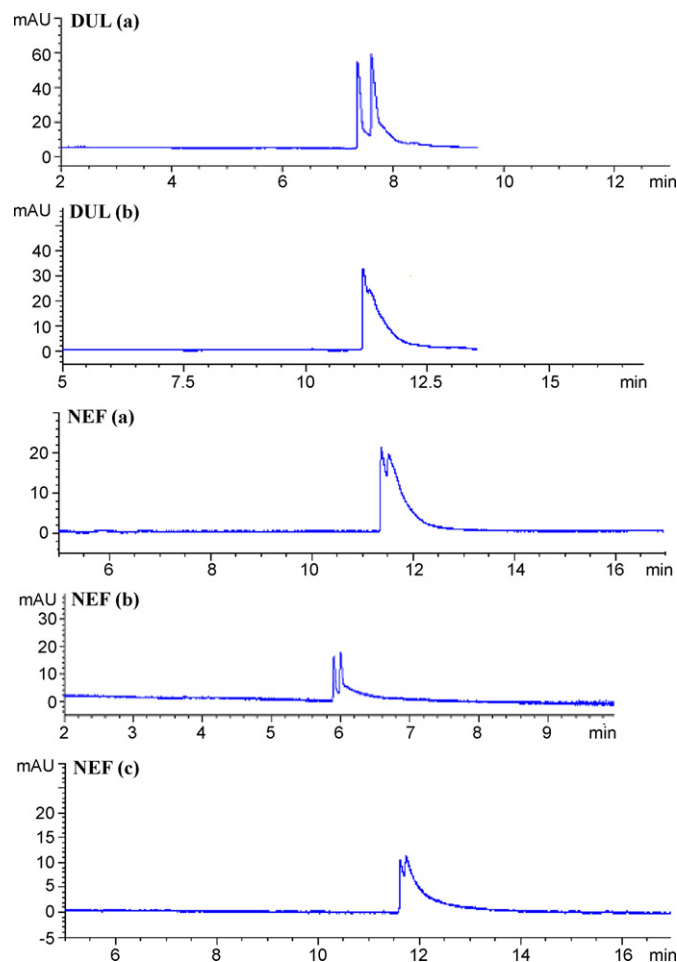 mAU DUL (a)
60
40
20
0
2 4 6 8 10 12 min
mAU DUL (b)
40
30
20
10
0
5 7.5 10 12.5 15 min
NEF (a)
20
10
0
6 8 10 12 14 16 min
mAU NEF (b)
30
20
10
0
2 3 4 5 6 7 8 9 min
mAU NEF (c)
20
15
10
5
0
-5
6 8 10 12 14 16 min